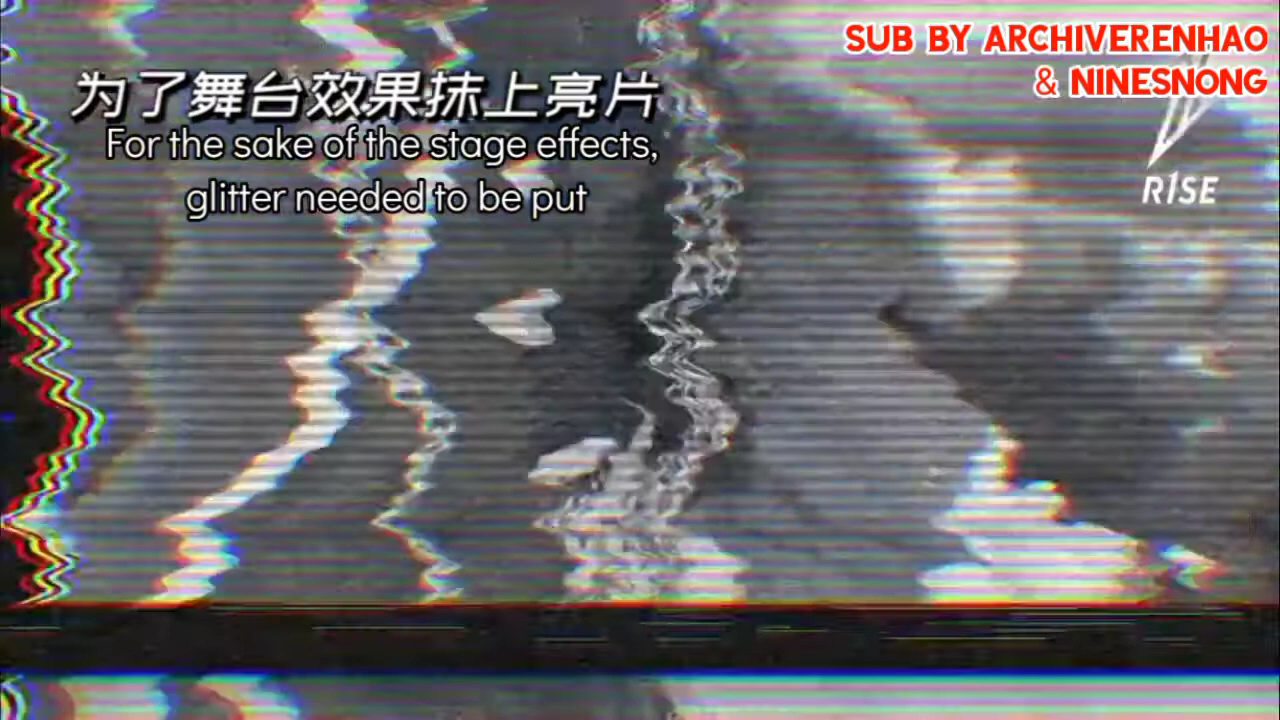 SUB BY ARCHIVERENHAO
& NINESNONG
为了舞台效果抹上亮片
For the sake of the stage effects,
glitter needed to be put
R1SE